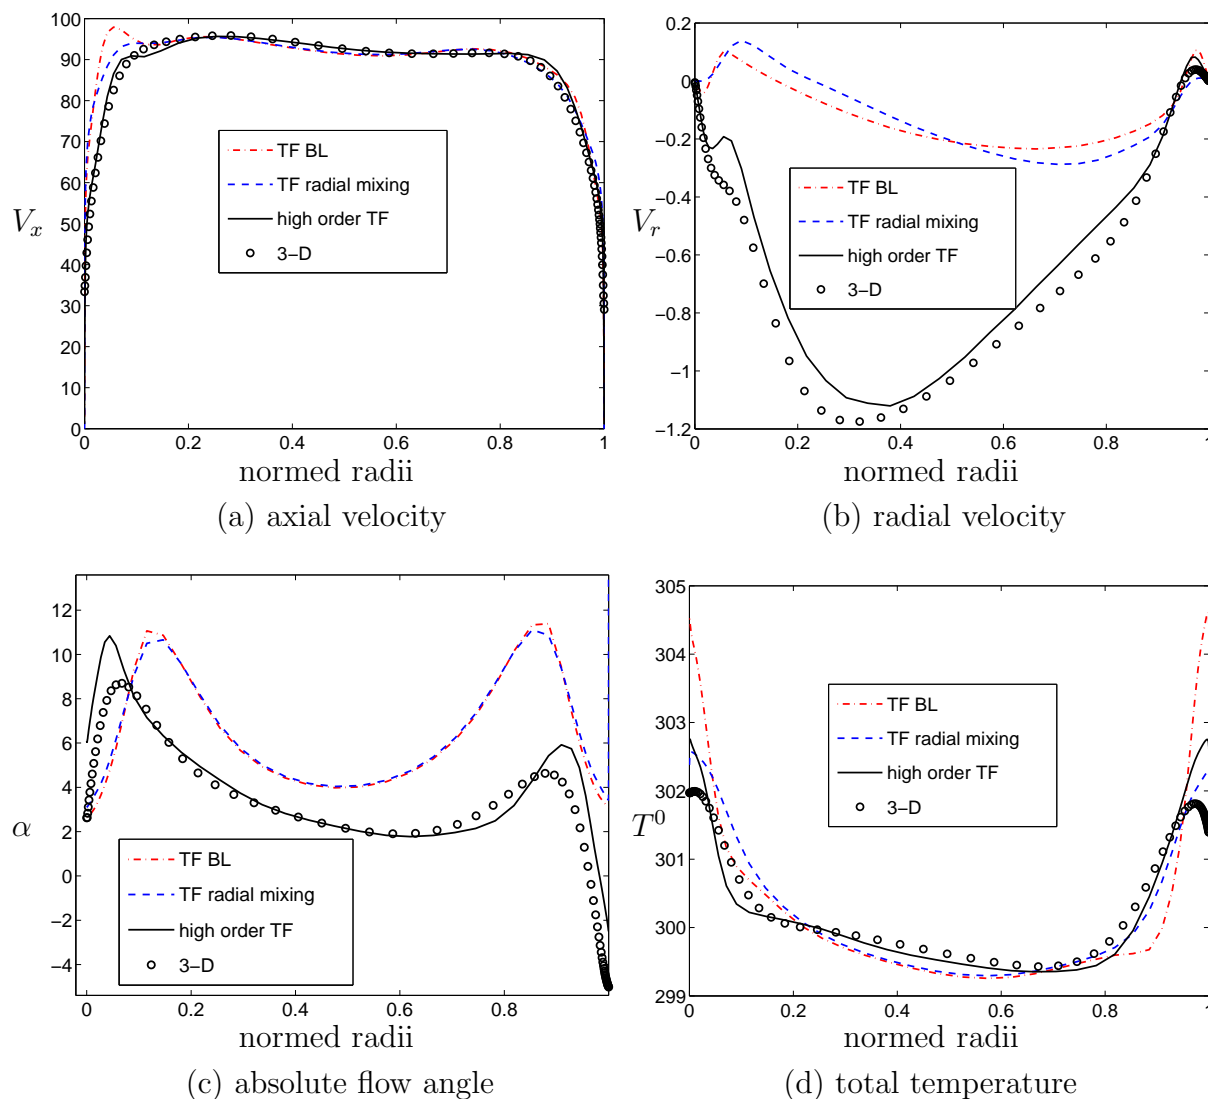 100
90
80
70
60
50
40
30
20
10
0
0
0.2
0.4
0.6
0.8
1
V_x
TF BL
TF radial mixing
high order TF
3−D
normed radii
(a) axial velocity
0.2
0
−0.2
−0.4
−0.6
−0.8
−1
−1.2
0
0.2
0.4
0.6
0.8
1
V_r
TF BL
TF radial mixing
high order TF
3−D
normed radii
(b) radial velocity
12
10
8
6
4
2
0
−2
−4
0
0.2
0.4
0.6
0.8
α
TF BL
TF radial mixing
high order TF
3−D
normed radii
(c) absolute flow angle
305
304
303
302
301
300
299
0
0.2
0.4
0.6
0.8
1
T^0
TF BL
TF radial mixing
high order TF
3−D
normed radii
(d) total temperature